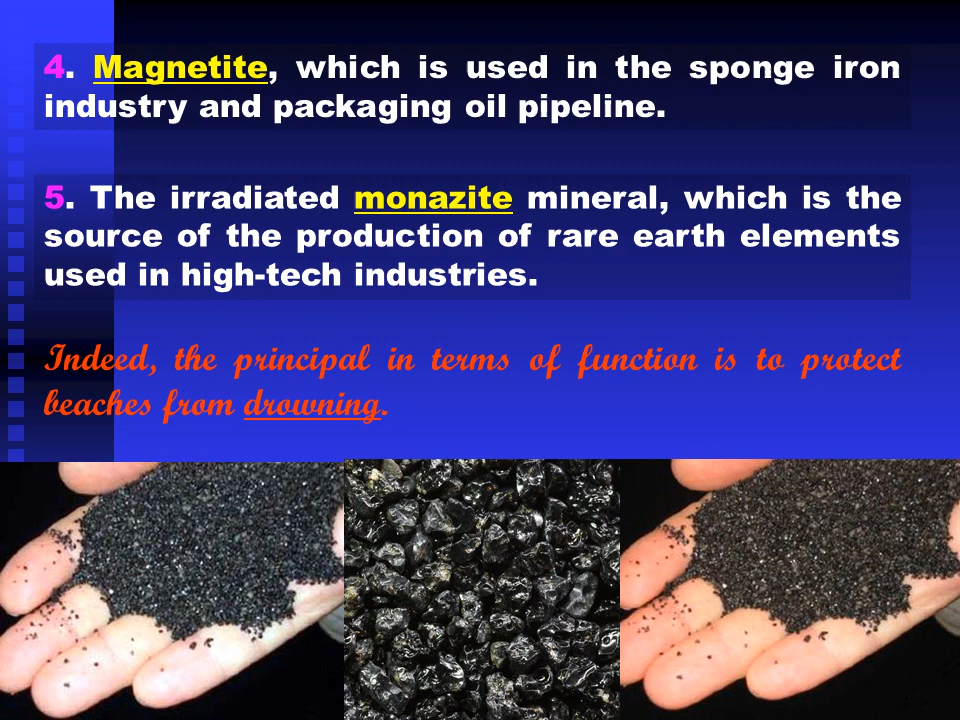 4. Magnetite, which is used in the sponge iron
industry and packaging oil pipeline.
5. The irradiated monazite mineral, which is the
source of the production of rare earth elements
used in high-tech industries.
Indeed, the principal in terms of function is to protect
beaches from drowning.